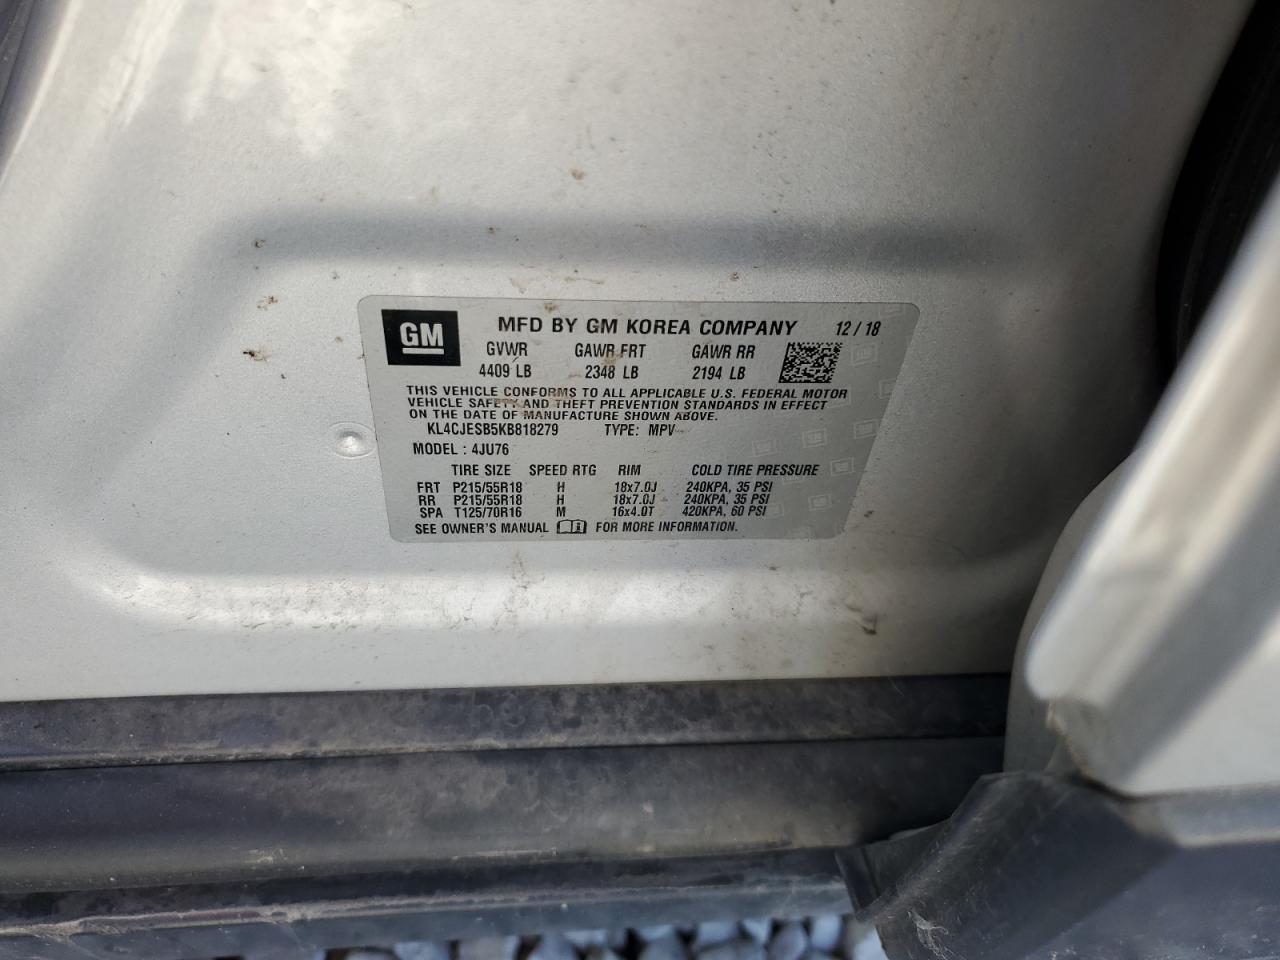 GM MFD BY GM KOREA COMPANY 12/18
GVWR GAWR FRT GAWR RR
4409 LB 2348 LB 2194 LB
THIS VEHICLE CONFORMS TO ALL APPLICABLE U.S. FEDERAL MOTOR
VEHICLE SAFETY AND THEFT PREVENTION STANDARDS IN EFFECT
ON THE DATE OF MANUFACTURE SHOWN ABOVE.
KL4CJESB5KB818279 TYPE: MPV
MODEL : 4JU76
TIRE SIZE SPEED RTG RIM COLD TIRE PRESSURE
FRT P215/55R18 H 18x7.0J 240KPA, 35 PSI
RR P215/55R18 H 18x7.0J 240KPA, 35 PSI
SPA T125/70R16 M 16x4.0T 420KPA, 60 PSI
SEE OWNER'S MANUAL i FOR MORE INFORMATION.